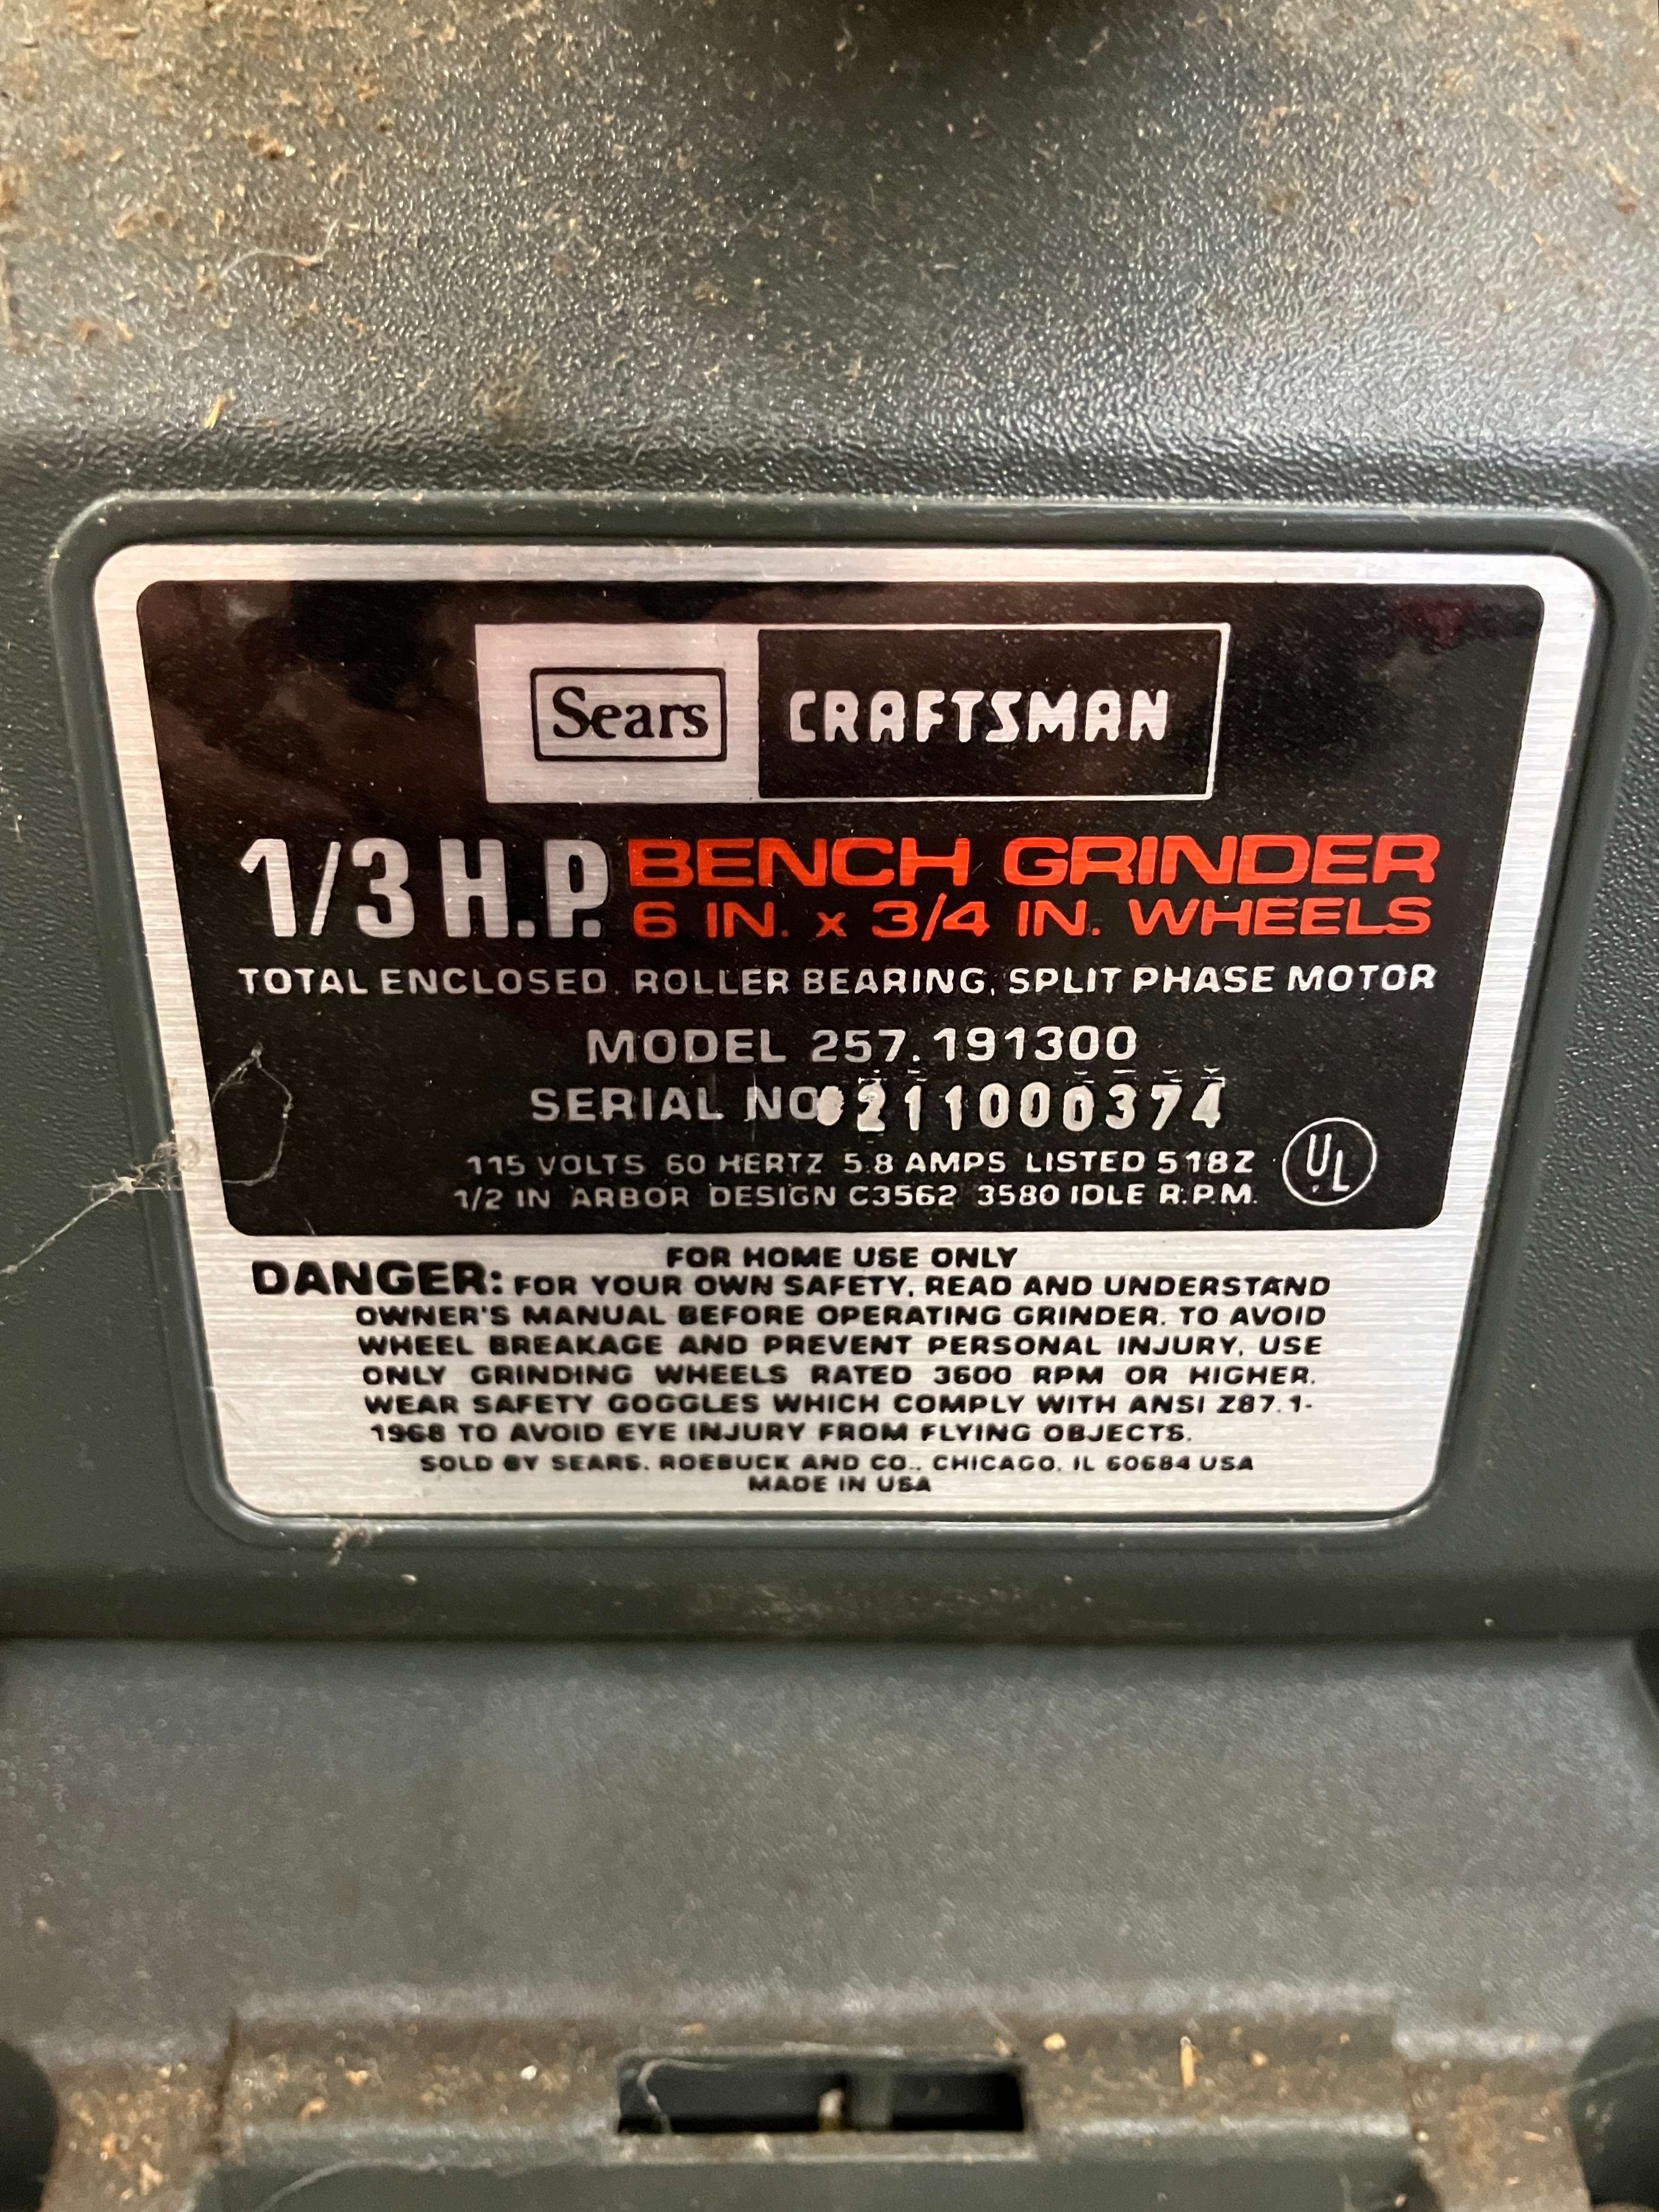 Sears CRAFTSMAN
1/3 H.P. BENCH GRINDER
6 IN. x 3/4 IN. WHEELS
TOTAL ENCLOSED, ROLLER BEARING, SPLIT PHASE MOTOR
MODEL 257.191300
SERIAL NO. 211000374
115 VOLTS 60 HERTZ 5.8 AMPS LISTED 518Z UL
1/2 IN ARBOR DESIGN C3562 3580 IDLE R.P.M.
FOR HOME USE ONLY
DANGER: FOR YOUR OWN SAFETY, READ AND UNDERSTAND
OWNER'S MANUAL BEFORE OPERATING GRINDER. TO AVOID
WHEEL BREAKAGE AND PREVENT PERSONAL INJURY, USE
ONLY GRINDING WHEELS RATED 3600 RPM OR HIGHER.
WEAR SAFETY GOGGLES WHICH COMPLY WITH ANSI Z87.1-
1968 TO AVOID EYE INJURY FROM FLYING OBJECTS.
SOLD BY SEARS, ROEBUCK AND CO., CHICAGO, IL 60684 USA
MADE IN USA